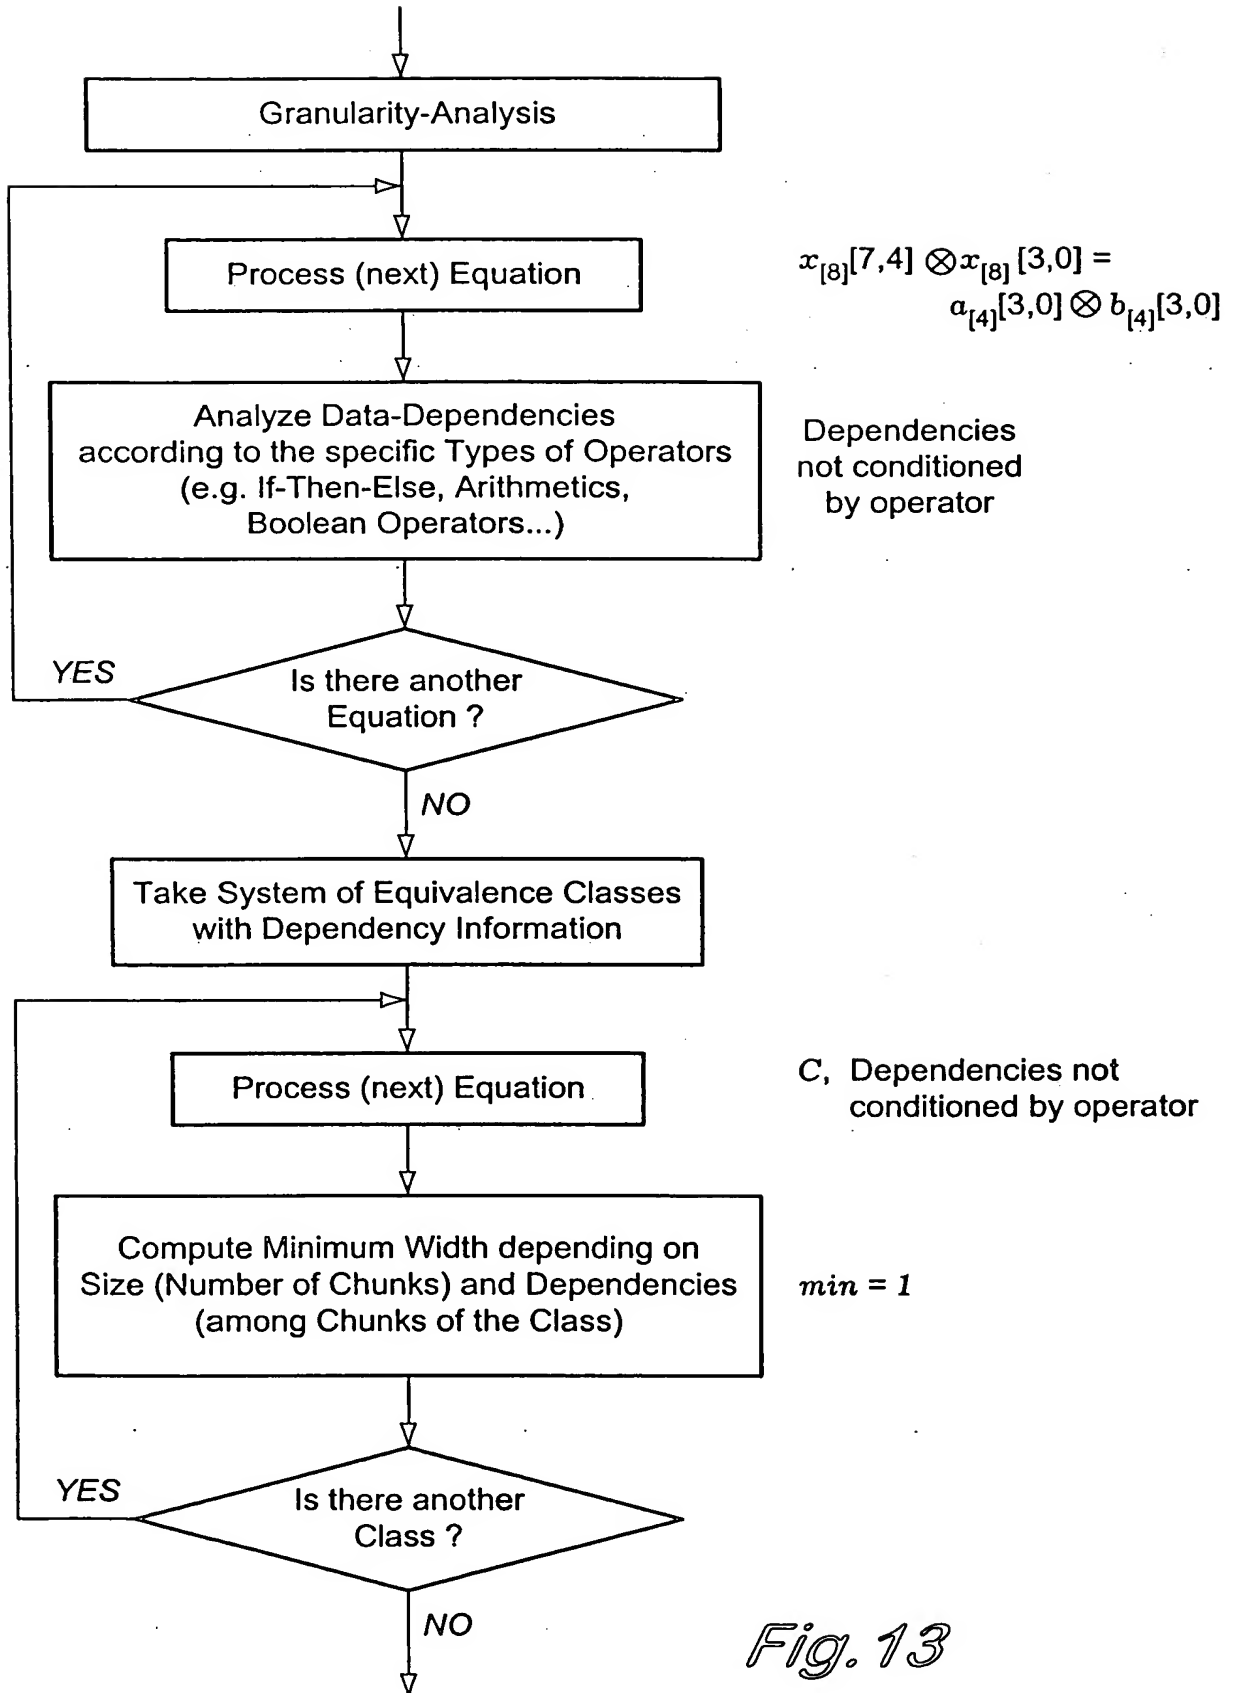 Granularity-Analysis
Process (next) Equation
x[8][7,4] ⊗ x[8] [3,0] =
a[4][3,0] ⊗ b[4][3,0]
Analyze Data-Dependencies
according to the specific Types of Operators
(e.g. If-Then-Else, Arithmetics,
Boolean Operators...)
Dependencies
not conditioned
by operator
YES
Is there another
Equation ?
NO
Take System of Equivalence Classes
with Dependency Information
Process (next) Equation
C, Dependencies not
conditioned by operator
Compute Minimum Width depending on
Size (Number of Chunks) and Dependencies
(among Chunks of the Class)
min = 1
YES
Is there another
Class ?
NO
Fig. 13